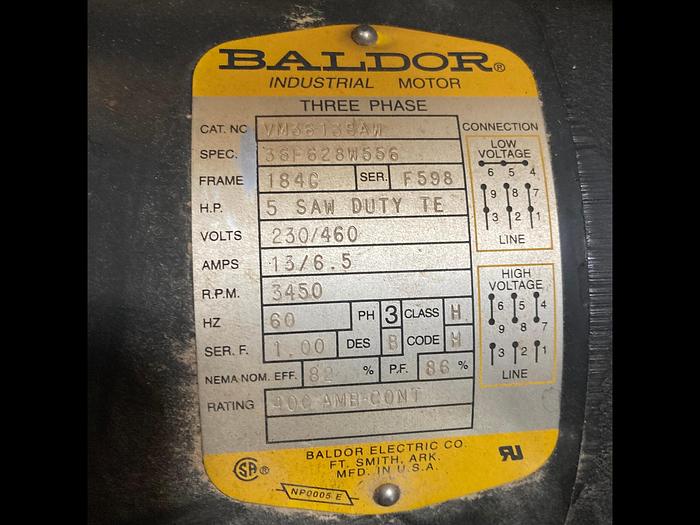 BALDOR®
INDUSTRIAL MOTOR
THREE PHASE
CAT. NO VM3613SAW
SPEC. 36F628W556
FRAME 184C SER. F598
H.P. 5 SAW DUTY TE
VOLTS 230/460
AMPS 13/6.5
R.P.M. 3450
HZ 60 PH 3 CLASS H
SER. F. 1.00 DES B CODE M
NEMA NOM. EFF. 82 % P.F. 86 %
RATING 40C AMB-CONT
CONNECTION
LOW
VOLTAGE
6 5 4
9 8 7
3 2 1
LINE
HIGH
VOLTAGE
6 5 4
9 8 7
3 2 1
LINE
BALDOR ELECTRIC CO.
FT. SMITH, ARK.
MFD. IN U.S.A.
SA ®
RU
NP0005 E